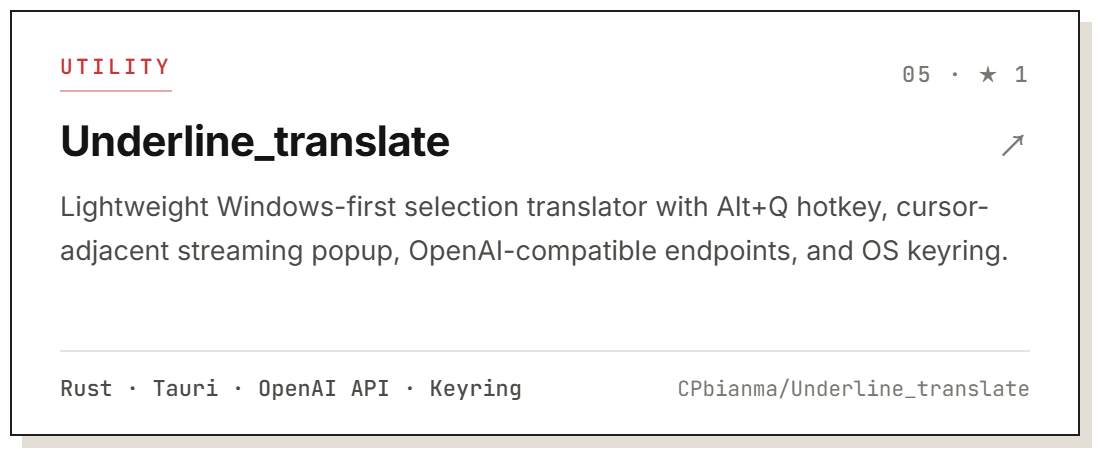 UTILITY
05 · ★ 1
Underline_translate
↗
Lightweight Windows-first selection translator with Alt+Q hotkey, cursor-
adjacent streaming popup, OpenAI-compatible endpoints, and OS keyring.
Rust · Tauri · OpenAI API · Keyring
CPbianma/Underline_translate